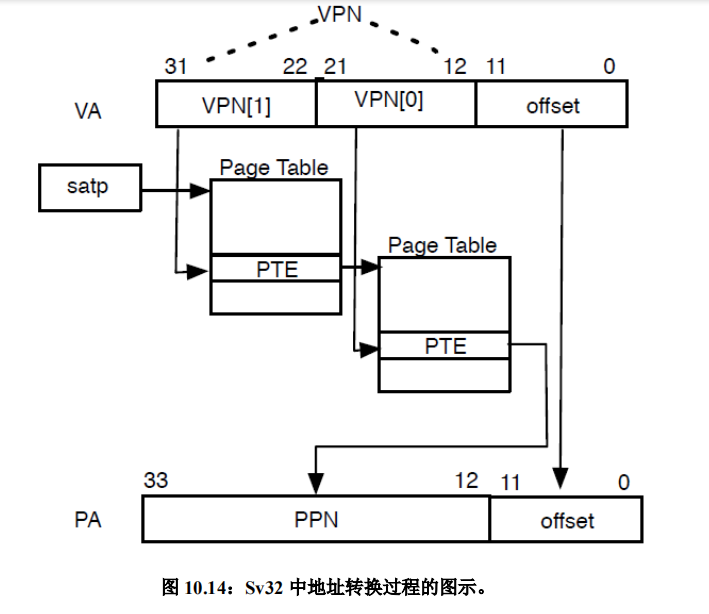 VPN
31 22 21 12 11 0
VA VPN[1] VPN[0] offset
Page Table
satp
Page Table
PTE
PTE
33 12 11 0
PA PPN offset
图 10.14：Sv32 中地址转换过程的图示。